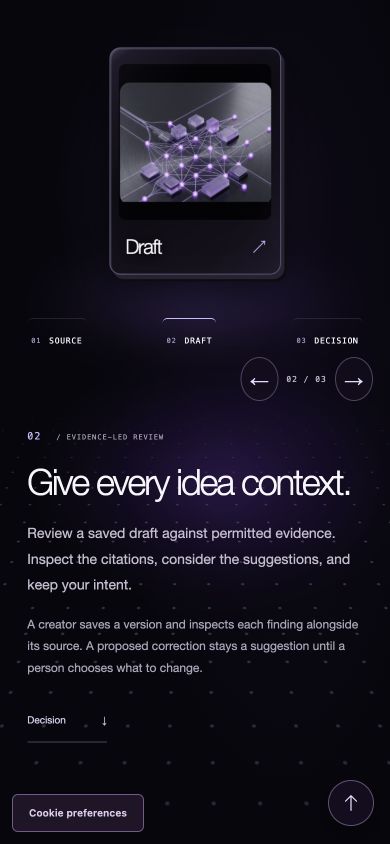 Draft ↗
01 SOURCE 02 DRAFT 03 DECISION
← 02 / 03 →
02 / EVIDENCE-LED REVIEW
Give every idea context.
Review a saved draft against permitted evidence.
Inspect the citations, consider the suggestions, and
keep your intent.
A creator saves a version and inspects each finding alongside
its source. A proposed correction stays a suggestion until a
person chooses what to change.
Decision ↓
Cookie preferences ↑